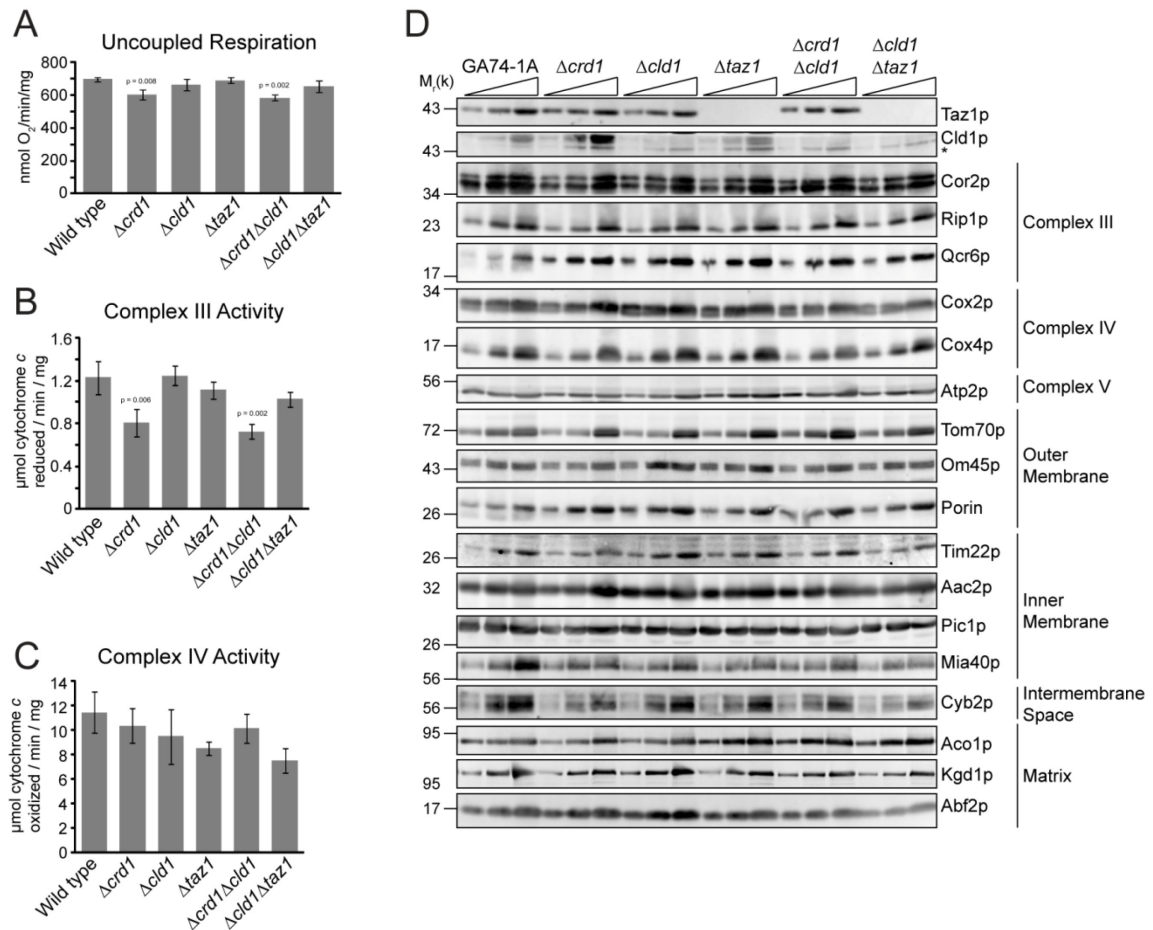 A
Uncoupled Respiration
nmol O₂/min/mg
800
600
400
200
0
p = 0.008
p = 0.002
Wild type
Δcrd1
Δcld1
Δtaz1
Δcrd1Δcld1
Δcld1Δtaz1
B
Complex III Activity
μmol cytochrome c
reduced / min / mg
1.6
1.2
0.8
0.4
0
p = 0.006
p = 0.002
Wild type
Δcrd1
Δcld1
Δtaz1
Δcrd1Δcld1
Δcld1Δtaz1
C
Complex IV Activity
μmol cytochrome c
oxidized / min / mg
14
12
10
8
6
4
2
0
Wild type
Δcrd1
Δcld1
Δtaz1
Δcrd1Δcld1
Δcld1Δtaz1
D
Mr(k)
GA74-1A
Δcrd1
Δcld1
Δtaz1
Δcrd1
Δcld1
Δcld1
Δtaz1
43 Taz1p
Cld1p
43 *
Cor2p
34
23 Rip1p
Qcr6p
17
Complex III
34
Cox2p
17 Cox4p
Complex IV
56
Atp2p
Complex V
72 Tom70p
43 Om45p
26 Porin
Outer
Membrane
26 Tim22p
32 Aac2p
Pic1p
26
Mia40p
56
Inner
Membrane
56 Cyb2p
Intermembrane
Space
95
Aco1p
Kgd1p
95
17 Abf2p
Matrix